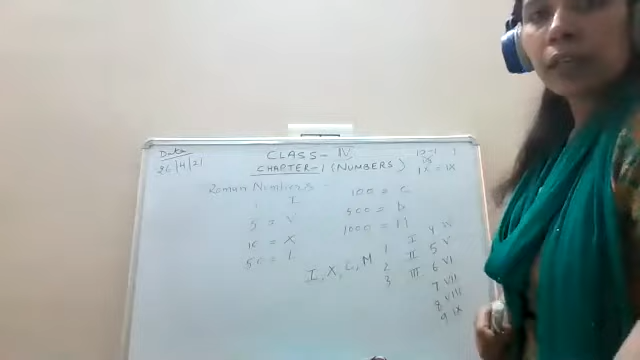 Date
26/4/21
CLASS - IV
CHAPTER-1 (NUMBERS)
10-1
IX = IX
Roman Numbers -
1 I
5 = V
10 = X
50 = L
100 = C
500 = D
1000 = M
I, X, C, M
1 I
2 II
3 III
4 IV
5 V
6 VI
7 VII
8 VIII
9 IX